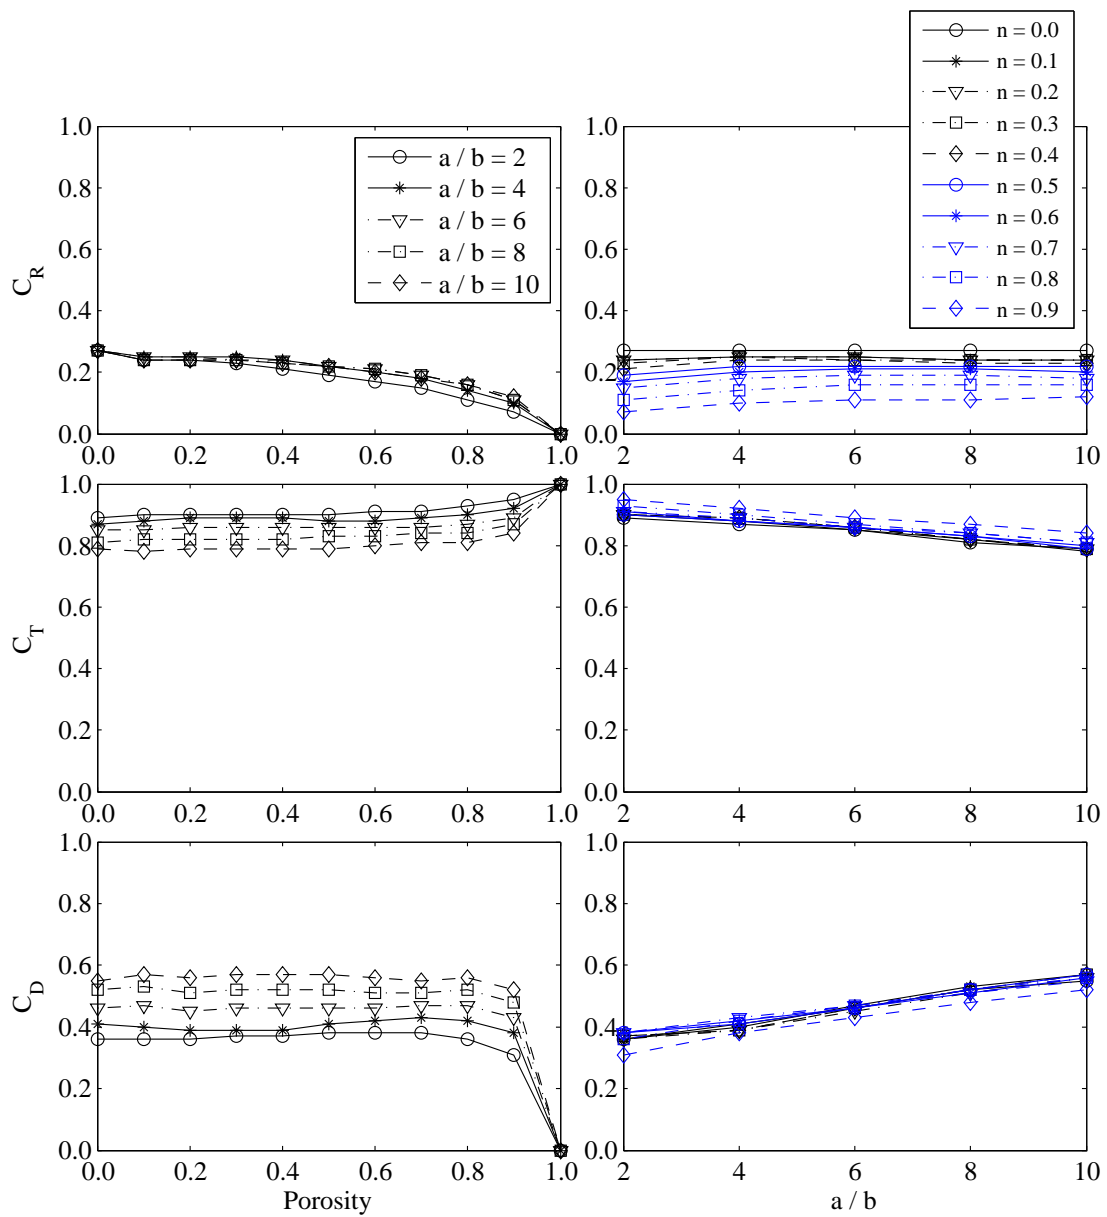 n = 0.0
n = 0.1
n = 0.2
n = 0.3
n = 0.4
n = 0.5
n = 0.6
n = 0.7
n = 0.8
n = 0.9
a / b = 2
a / b = 4
a / b = 6
a / b = 8
a / b = 10
1.0
0.8
0.6
0.4
0.2
0.0
C_R
0.0 0.2 0.4 0.6 0.8 1.0
1.0
0.8
0.6
0.4
0.2
0.0
2 4 6 8 10
1.0
0.8
0.6
0.4
0.2
0.0
C_T
0.0 0.2 0.4 0.6 0.8 1.0
1.0
0.8
0.6
0.4
0.2
0.0
2 4 6 8 10
1.0
0.8
0.6
0.4
0.2
0.0
C_D
0.0 0.2 0.4 0.6 0.8 1.0
Porosity
1.0
0.8
0.6
0.4
0.2
0.0
2 4 6 8 10
a / b